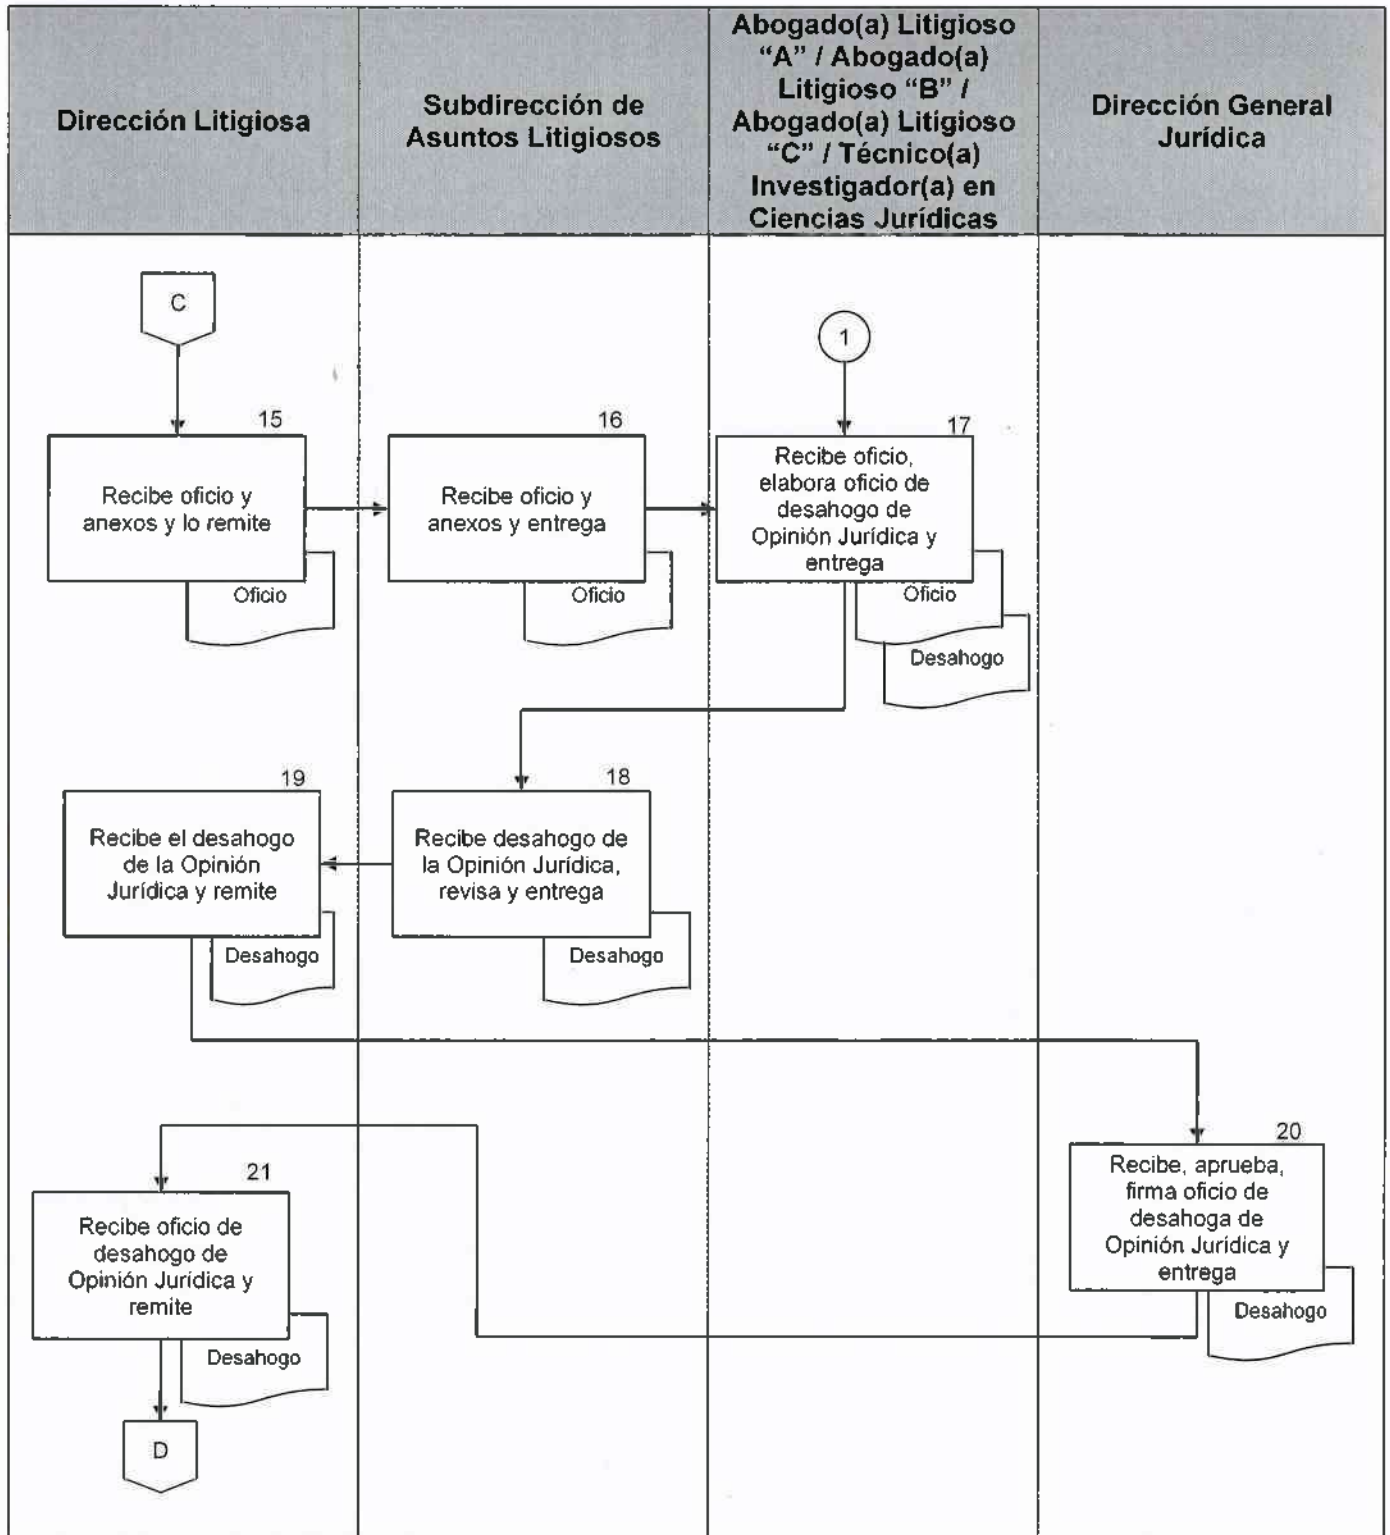 Dirección Litigiosa
Subdirección de
Asuntos Litigiosos
Abogado(a) Litigioso
“A” / Abogado(a)
Litigioso “B” /
Abogado(a) Litigioso
“C” / Técnico(a)
Investigador(a) en
Ciencias Jurídicas
Dirección General
Jurídica
C
1
15
Recibe oficio y
anexos y lo remite
Oficio
16
Recibe oficio y
anexos y entrega
Oficio
17
Recibe oficio,
elabora oficio de
desahogo de
Opinión Jurídica y
entrega
Oficio
Desahogo
18
Recibe desahogo de
la Opinión Jurídica,
revisa y entrega
Desahogo
19
Recibe el desahogo
de la Opinión
Jurídica y remite
Desahogo
20
Recibe, aprueba,
firma oficio de
desahoga de
Opinión Jurídica y
entrega
Desahogo
21
Recibe oficio de
desahogo de
Opinión Jurídica y
remite
Desahogo
D